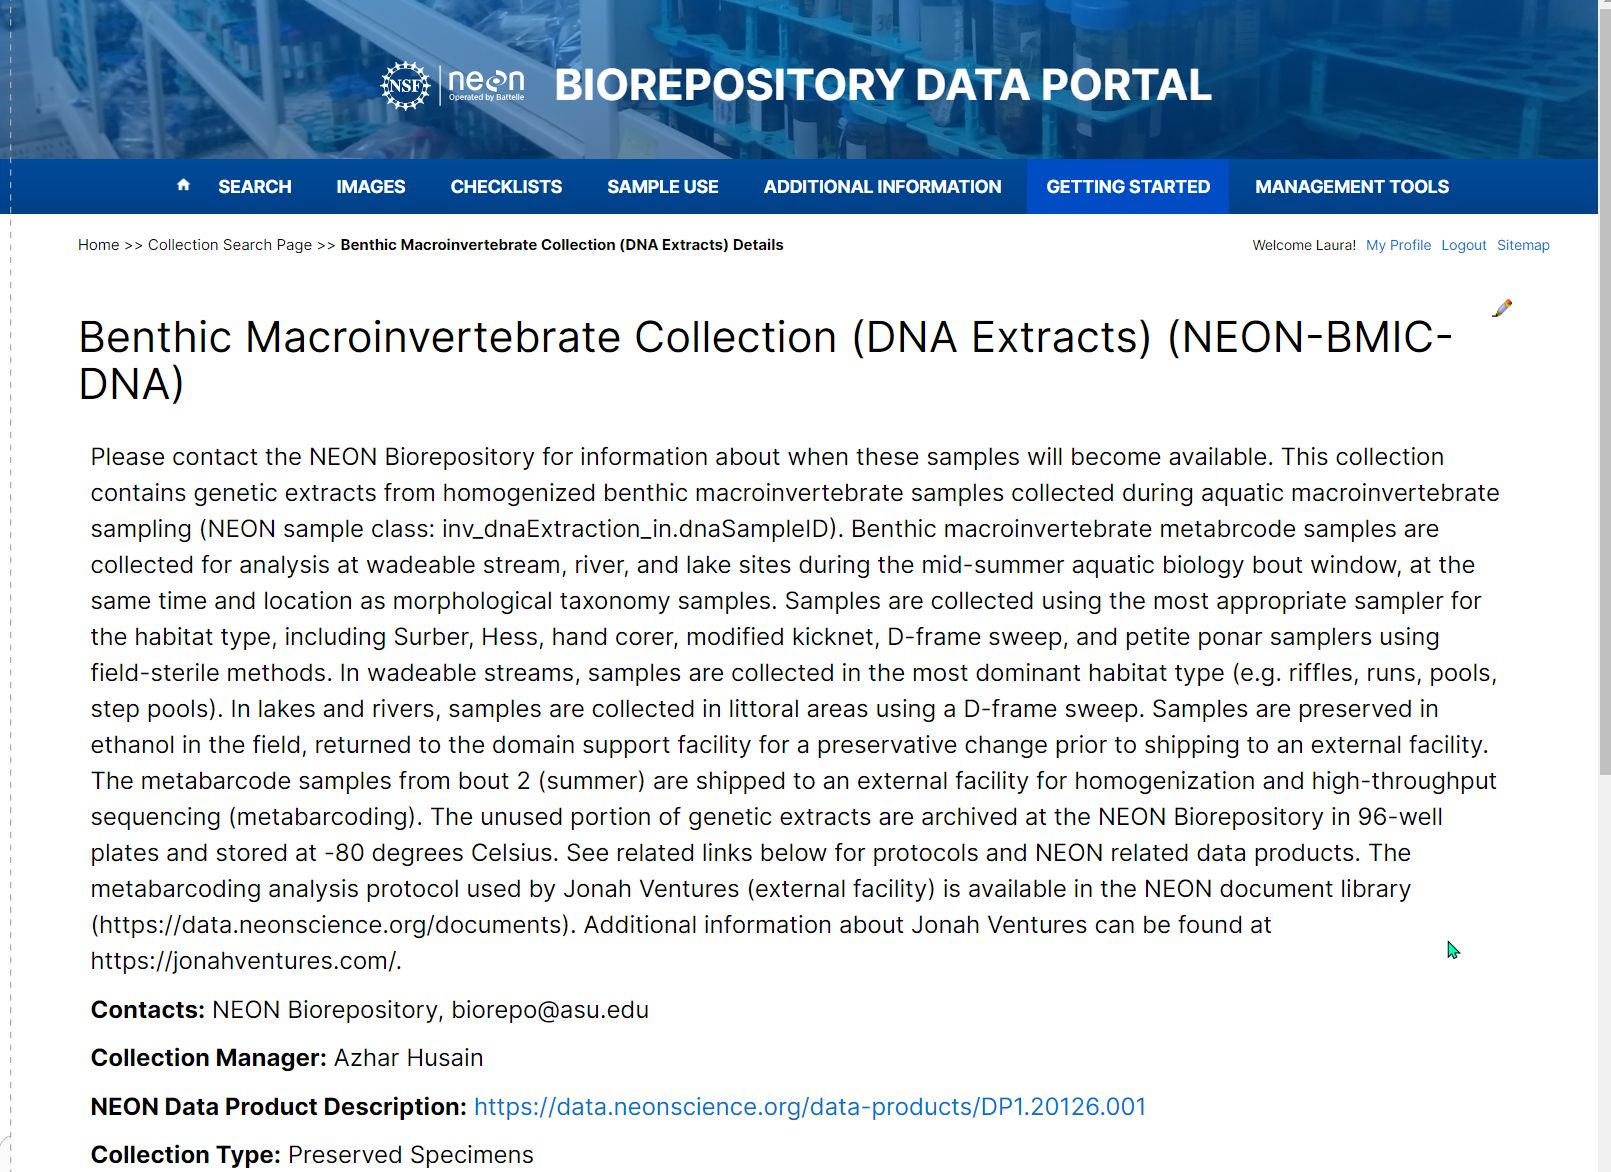 NSF
neon
Operated by Battelle
BIOREPOSITORY DATA PORTAL
SEARCH IMAGES CHECKLISTS SAMPLE USE ADDITIONAL INFORMATION GETTING STARTED MANAGEMENT TOOLS
Home >> Collection Search Page >> Benthic Macroinvertebrate Collection (DNA Extracts) Details
Welcome Laura! My Profile Logout Sitemap
Benthic Macroinvertebrate Collection (DNA Extracts) (NEON-BMIC-
DNA)
Please contact the NEON Biorepository for information about when these samples will become available. This collection
contains genetic extracts from homogenized benthic macroinvertebrate samples collected during aquatic macroinvertebrate
sampling (NEON sample class: inv_dnaExtraction_in.dnaSampleID). Benthic macroinvertebrate metabrcode samples are
collected for analysis at wadeable stream, river, and lake sites during the mid-summer aquatic biology bout window, at the
same time and location as morphological taxonomy samples. Samples are collected using the most appropriate sampler for
the habitat type, including Surber, Hess, hand corer, modified kicknet, D-frame sweep, and petite ponar samplers using
field-sterile methods. In wadeable streams, samples are collected in the most dominant habitat type (e.g. riffles, runs, pools,
step pools). In lakes and rivers, samples are collected in littoral areas using a D-frame sweep. Samples are preserved in
ethanol in the field, returned to the domain support facility for a preservative change prior to shipping to an external facility.
The metabarcode samples from bout 2 (summer) are shipped to an external facility for homogenization and high-throughput
sequencing (metabarcoding). The unused portion of genetic extracts are archived at the NEON Biorepository in 96-well
plates and stored at -80 degrees Celsius. See related links below for protocols and NEON related data products. The
metabarcoding analysis protocol used by Jonah Ventures (external facility) is available in the NEON document library
(https://data.neonscience.org/documents). Additional information about Jonah Ventures can be found at
https://jonahventures.com/.
Contacts: NEON Biorepository, biorepo@asu.edu
Collection Manager: Azhar Husain
NEON Data Product Description: https://data.neonscience.org/data-products/DP1.20126.001
Collection Type: Preserved Specimens